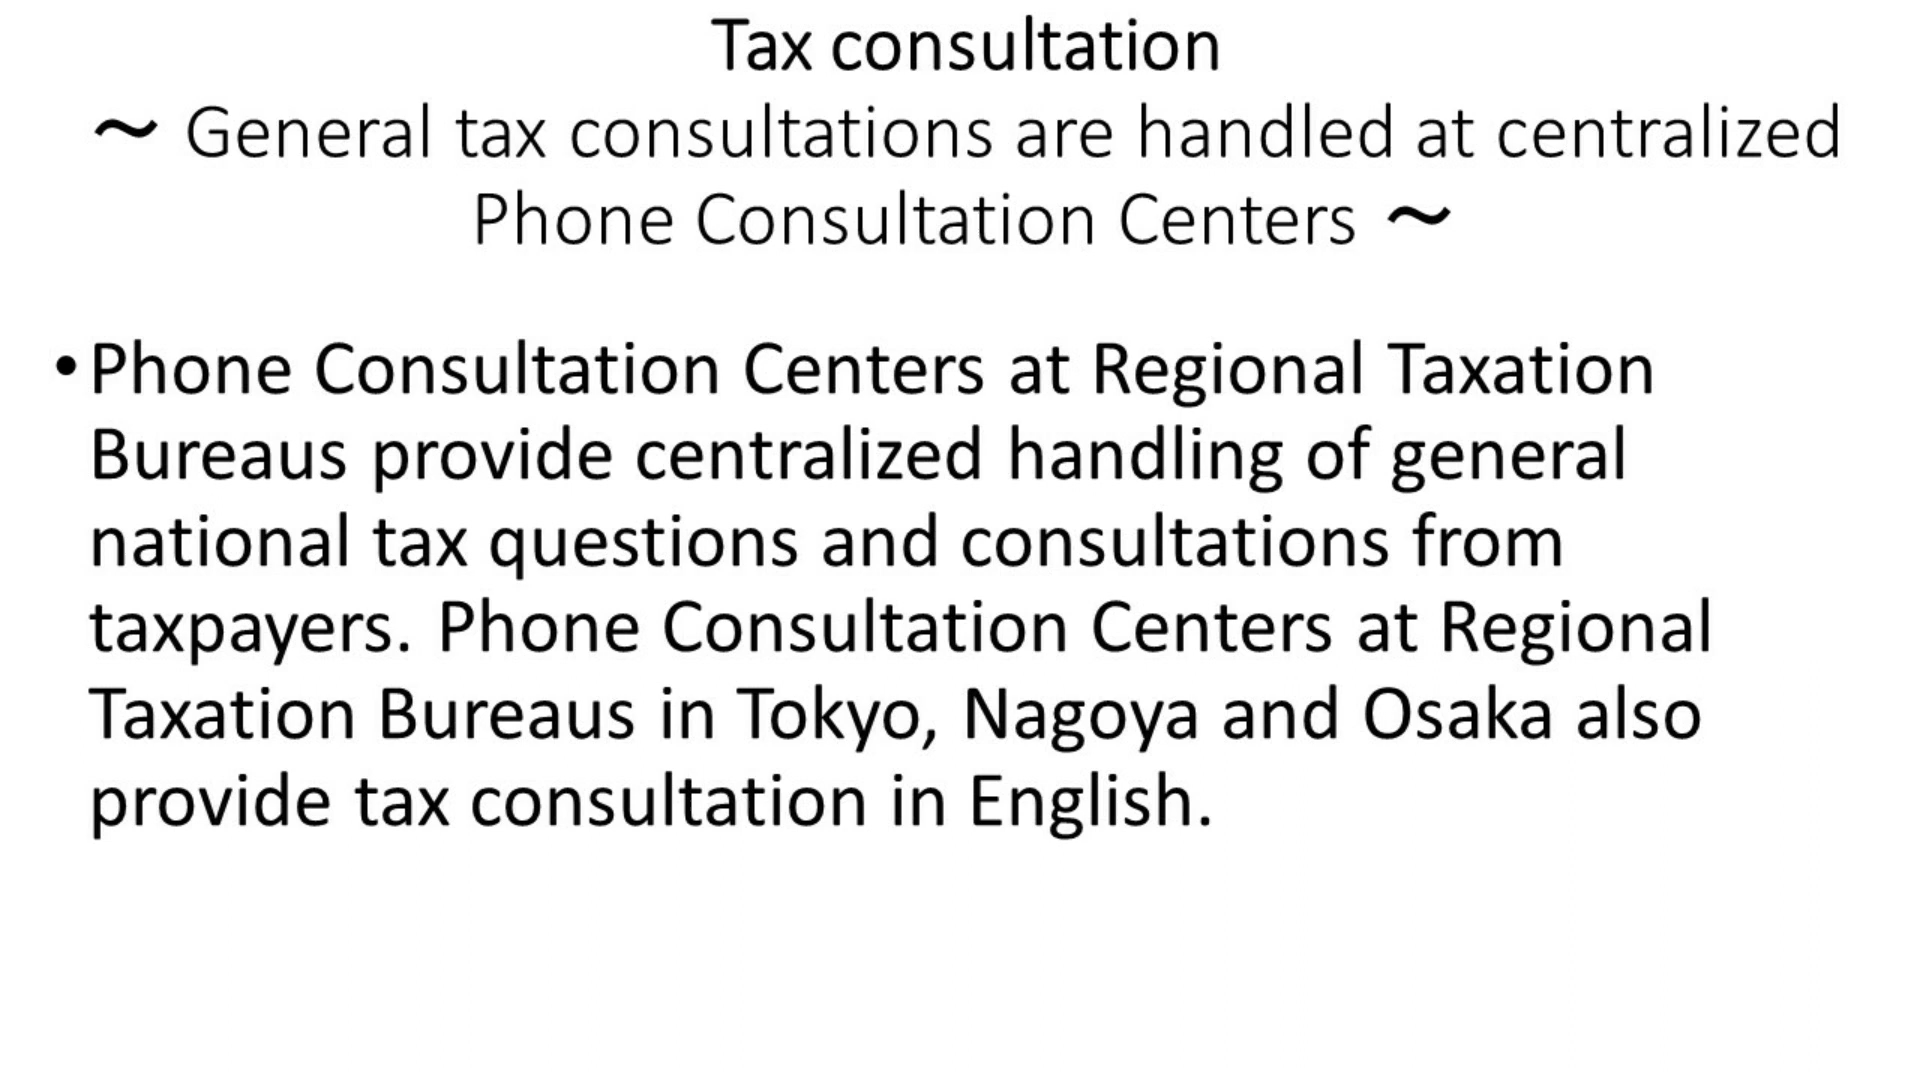 Tax consultation
～ General tax consultations are handled at centralized
Phone Consultation Centers ～
•Phone Consultation Centers at Regional Taxation
Bureaus provide centralized handling of general
national tax questions and consultations from
taxpayers. Phone Consultation Centers at Regional
Taxation Bureaus in Tokyo, Nagoya and Osaka also
provide tax consultation in English.